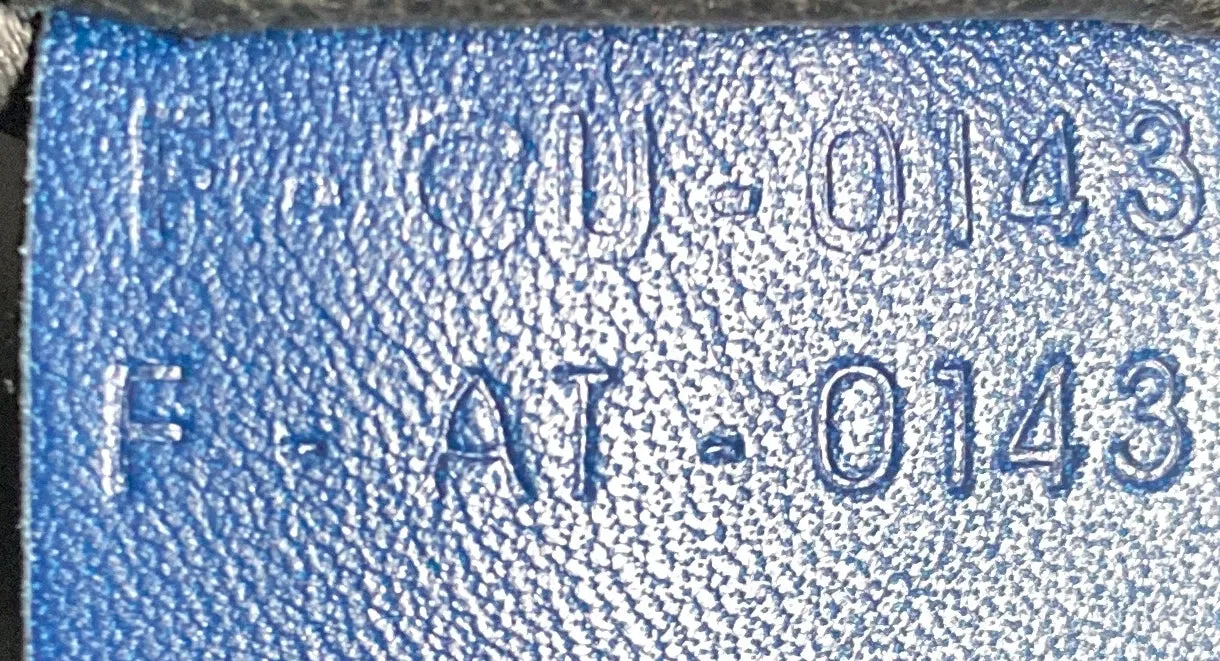 - CU - 0143
F - AT - 0143